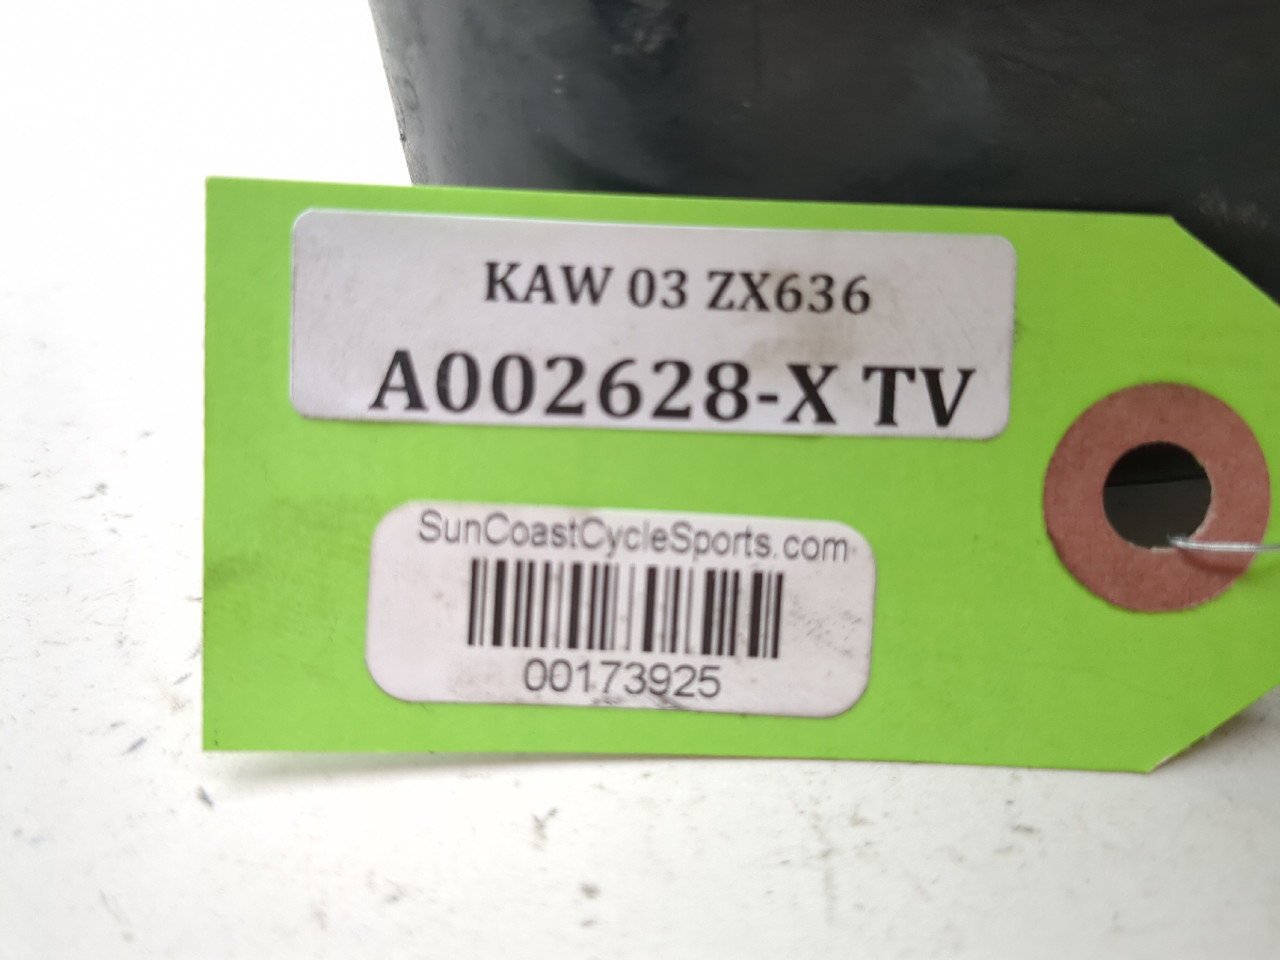 KAW 03 ZX636
A002628-X TV
SunCoastCycleSports.com
00173925